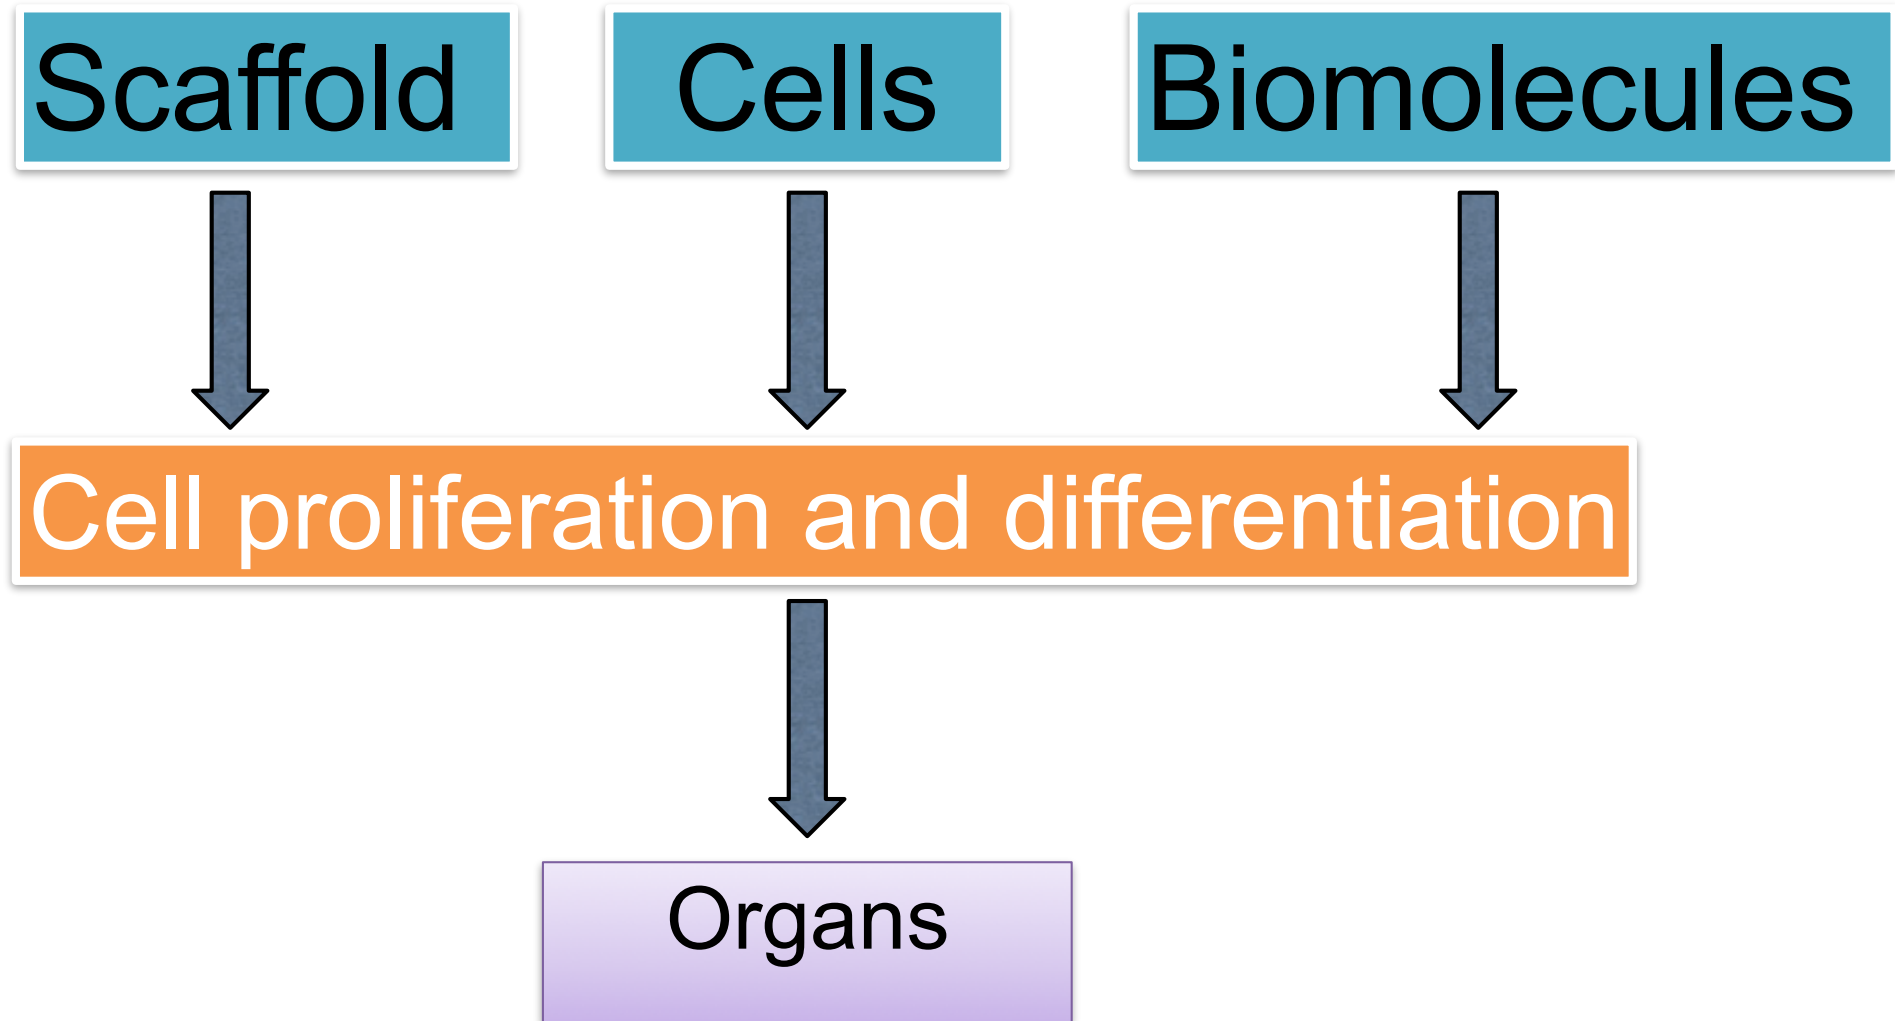 Scaffold
Cells
Biomolecules
Cell proliferation and differentiation
Organs